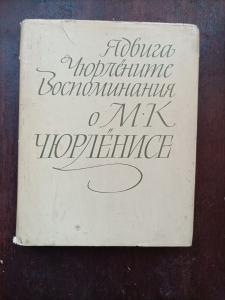 Ядвига
Чюрлёните
Воспоминания
о М·К
ЧЮРЛЁНИСЕ